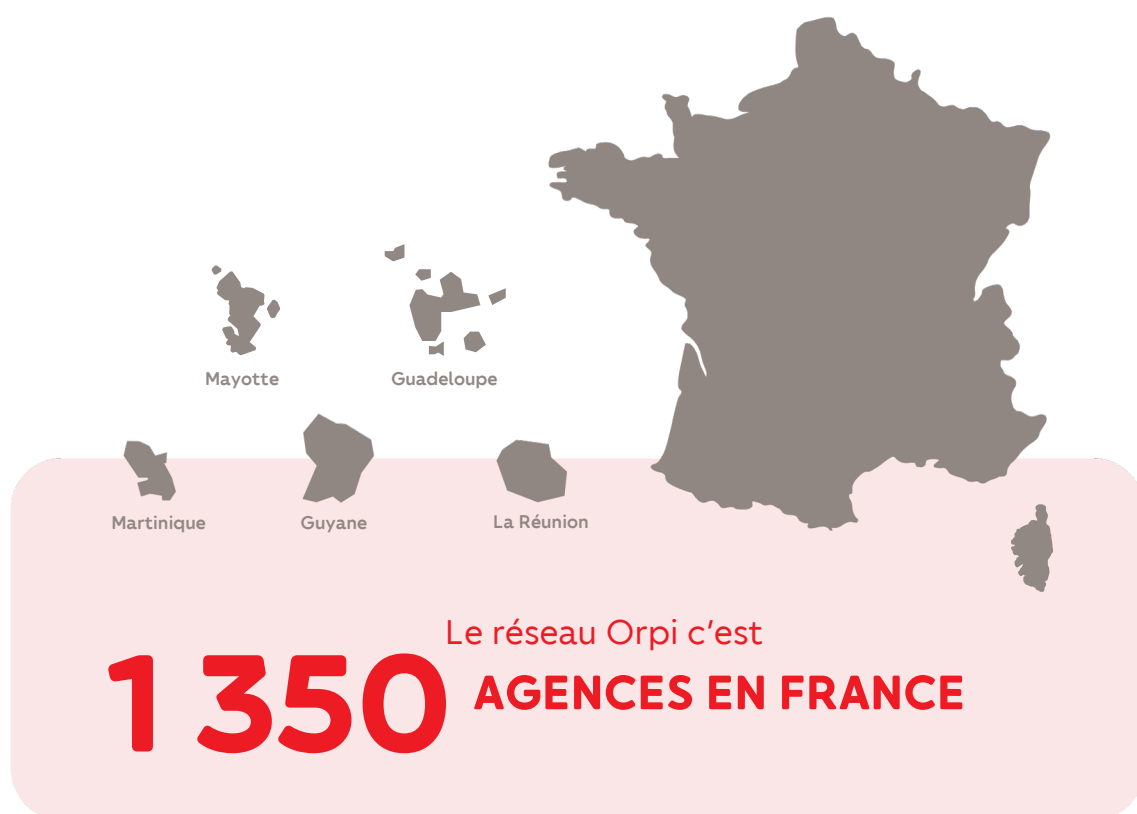 Mayotte
Guadeloupe
Martinique
Guyane
La Réunion
Le réseau Orpi c’est
1 350 AGENCES EN FRANCE